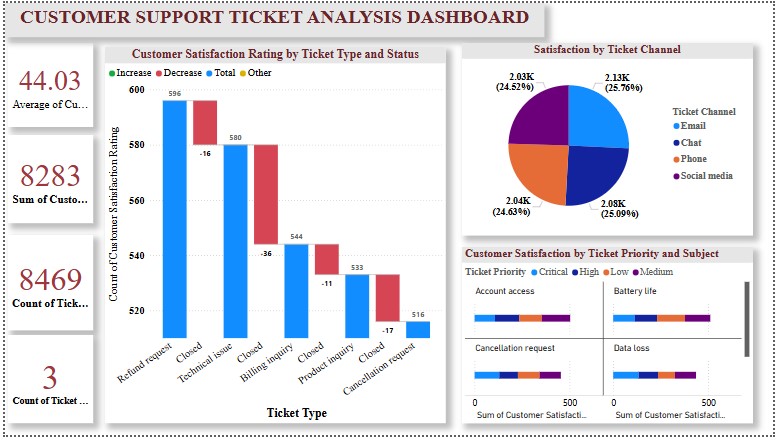 CUSTOMER SUPPORT TICKET ANALYSIS DASHBOARD
44.03
Average of Cu...
8283
Sum of Custo...
8469
Count of Tick...
3
Count of Ticket ...
Customer Satisfaction Rating by Ticket Type and Status
Increase Decrease Total Other
Count of Customer Satisfaction Rating
600
580
560
540
520
596
-16
580
-36
544
-11
533
-17
516
Refund request
Closed
Technical issue
Closed
Billing inquiry
Closed
Product inquiry
Closed
Cancellation request
Ticket Type
Satisfaction by Ticket Channel
2.03K
(24.52%)
2.13K
(25.76%)
2.04K
(24.63%)
2.08K
(25.09%)
Ticket Channel
Email
Chat
Phone
Social media
Customer Satisfaction by Ticket Priority and Subject
Ticket Priority Critical High Low Medium
Account access
Battery life
Cancellation request
Data loss
0 500
0 500
Sum of Customer Satisfacti...
Sum of Customer Satisfacti...